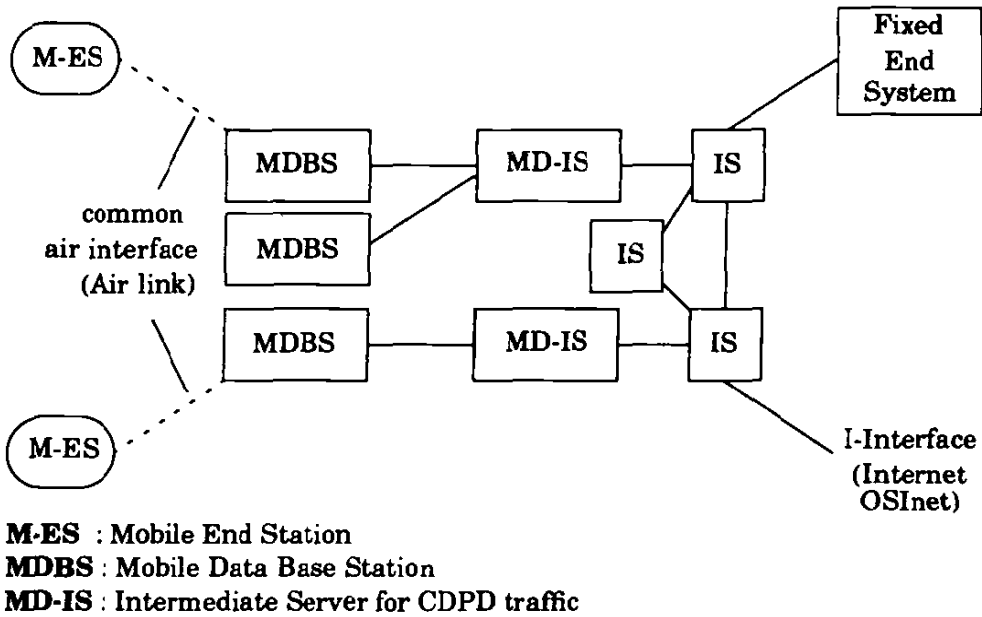 M-ES
Fixed
End
System
MDBS
MD-IS
IS
common
air interface
(Air link)
MDBS
IS
MDBS
MD-IS
IS
M-ES
I-Interface
(Internet
OSInet)
M-ES : Mobile End Station
MDBS : Mobile Data Base Station
MD-IS : Intermediate Server for CDPD traffic